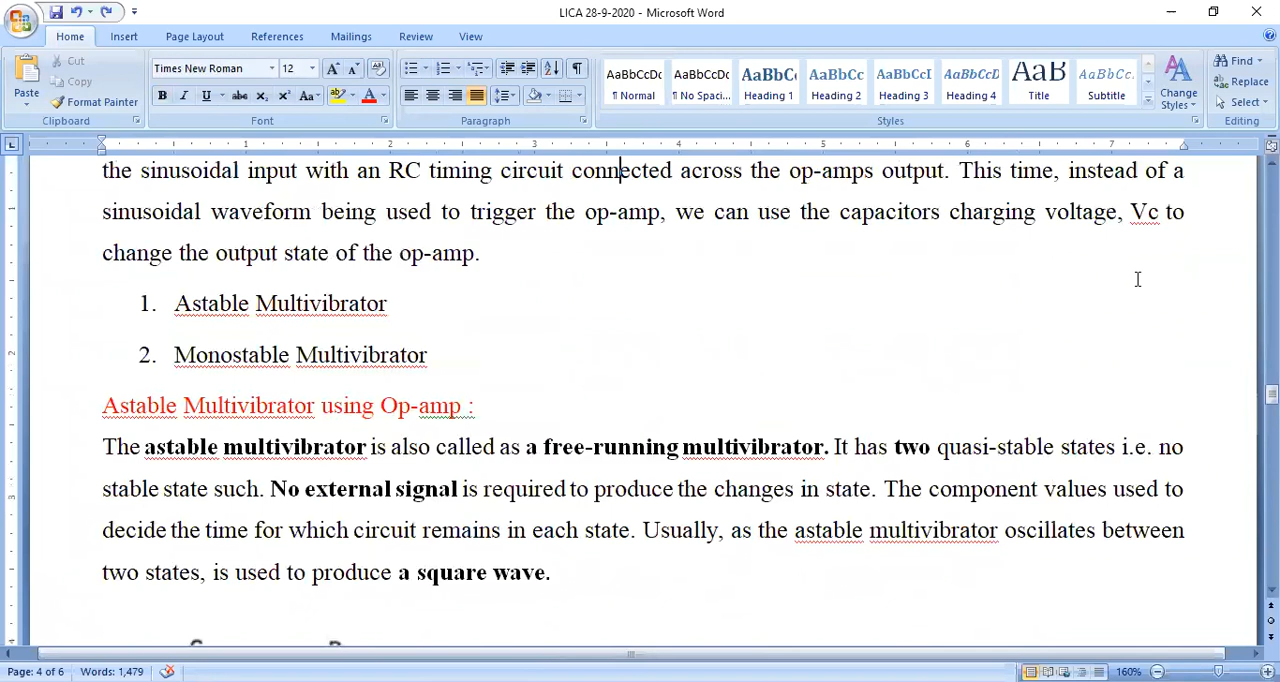 LICA 28-9-2020 - Microsoft Word
Home Insert Page Layout References Mailings Review View
Paste Cut Copy Format Painter
Times New Roman 12
AaBbCcDc AaBbCcDc AaBbC AaBbCc AaBbCcI AaBbCcD AaB AaBbCc.
¶ Normal ¶ No Spaci... Heading 1 Heading 2 Heading 3 Heading 4 Title Subtitle
Change Styles
Find Replace Select
Clipboard Font Paragraph Styles Editing
1 2 3 4 5 6 7
the sinusoidal input with an RC timing circuit connected across the op-amps output. This time, instead of a
sinusoidal waveform being used to trigger the op-amp, we can use the capacitors charging voltage, Vc to
change the output state of the op-amp.
1. Astable Multivibrator
2. Monostable Multivibrator
Astable Multivibrator using Op-amp :
The astable multivibrator is also called as a free-running multivibrator. It has two quasi-stable states i.e. no
stable state such. No external signal is required to produce the changes in state. The component values used to
decide the time for which circuit remains in each state. Usually, as the astable multivibrator oscillates between
two states, is used to produce a square wave.
Page: 4 of 6 Words: 1,479 160%